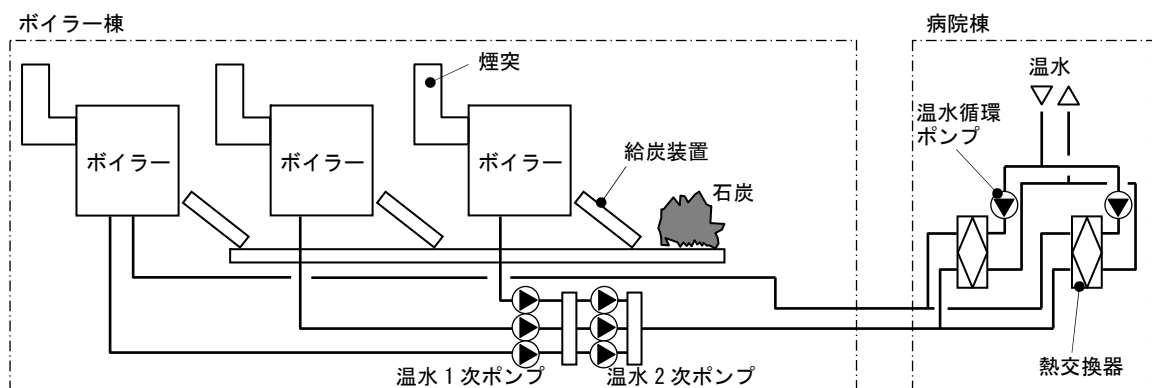 ボイラー棟
病院棟
煙突
温水
温水循環
ポンプ
ボイラー
ボイラー
ボイラー
給炭装置
石炭
温水１次ポンプ
温水２次ポンプ
熱交換器